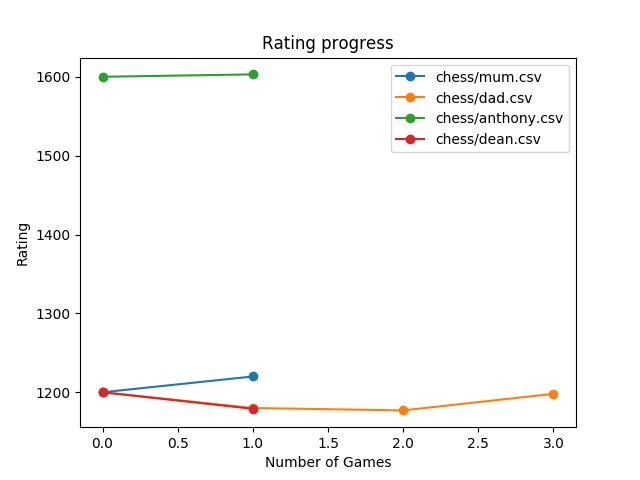 Rating progress
1600
1500
1400
1300
1200
Rating
chess/mum.csv
chess/dad.csv
chess/anthony.csv
chess/dean.csv
0.0 0.5 1.0 1.5 2.0 2.5 3.0
Number of Games